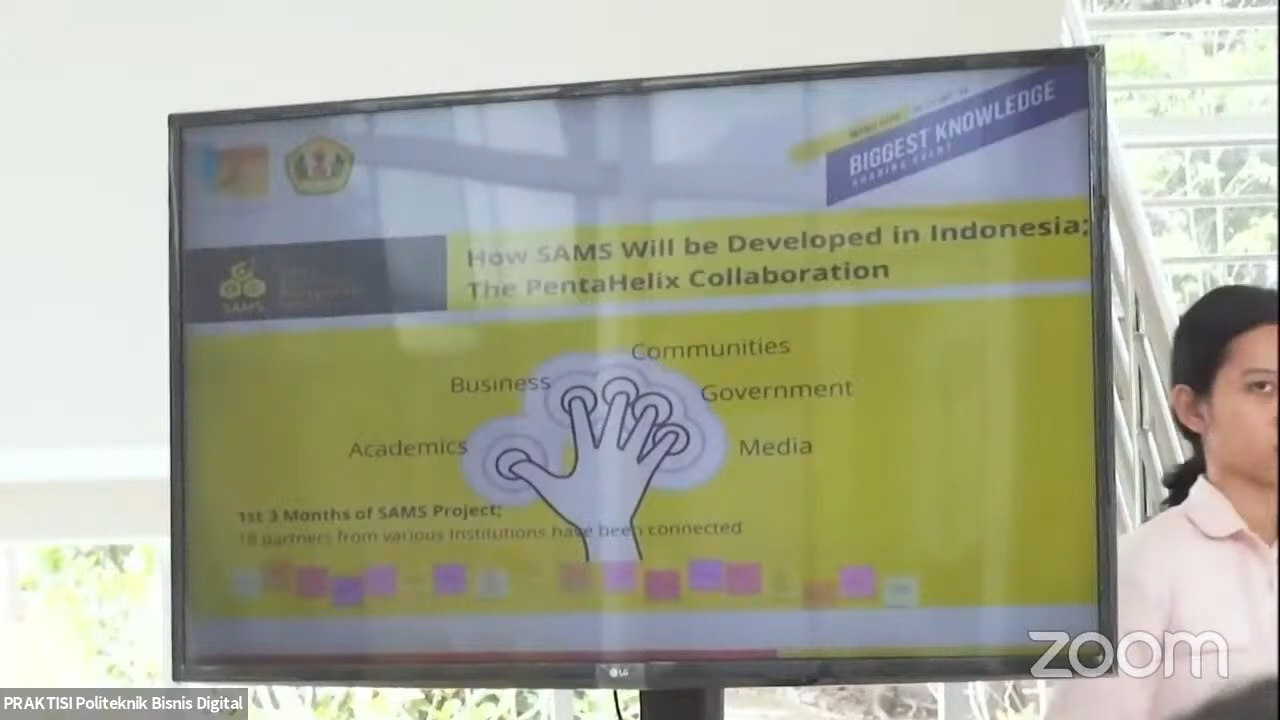 BIGGEST KNOWLEDGE
SHARING EVENT
SAMS
How SAMS Will be Developed in Indonesia;
The PentaHelix Collaboration
Communities
Business
Government
Academics
Media
1st 3 Months of SAMS Project;
18 partners from various Institutions have been connected
LG
zoom
PRAKTISI Politeknik Bisnis Digital